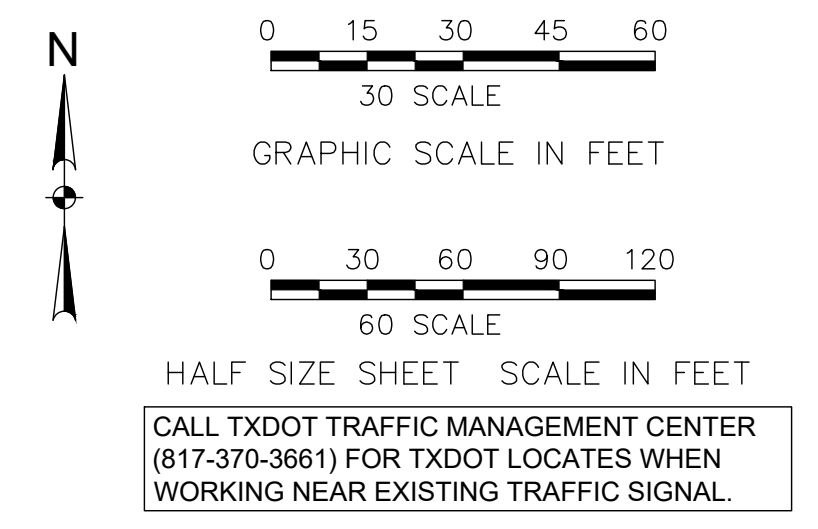 N
0 15 30 45 60
30 SCALE
GRAPHIC SCALE IN FEET
0 30 60 90 120
60 SCALE
HALF SIZE SHEET SCALE IN FEET
CALL TXDOT TRAFFIC MANAGEMENT CENTER
(817-370-3661) FOR TXDOT LOCATES WHEN
WORKING NEAR EXISTING TRAFFIC SIGNAL.